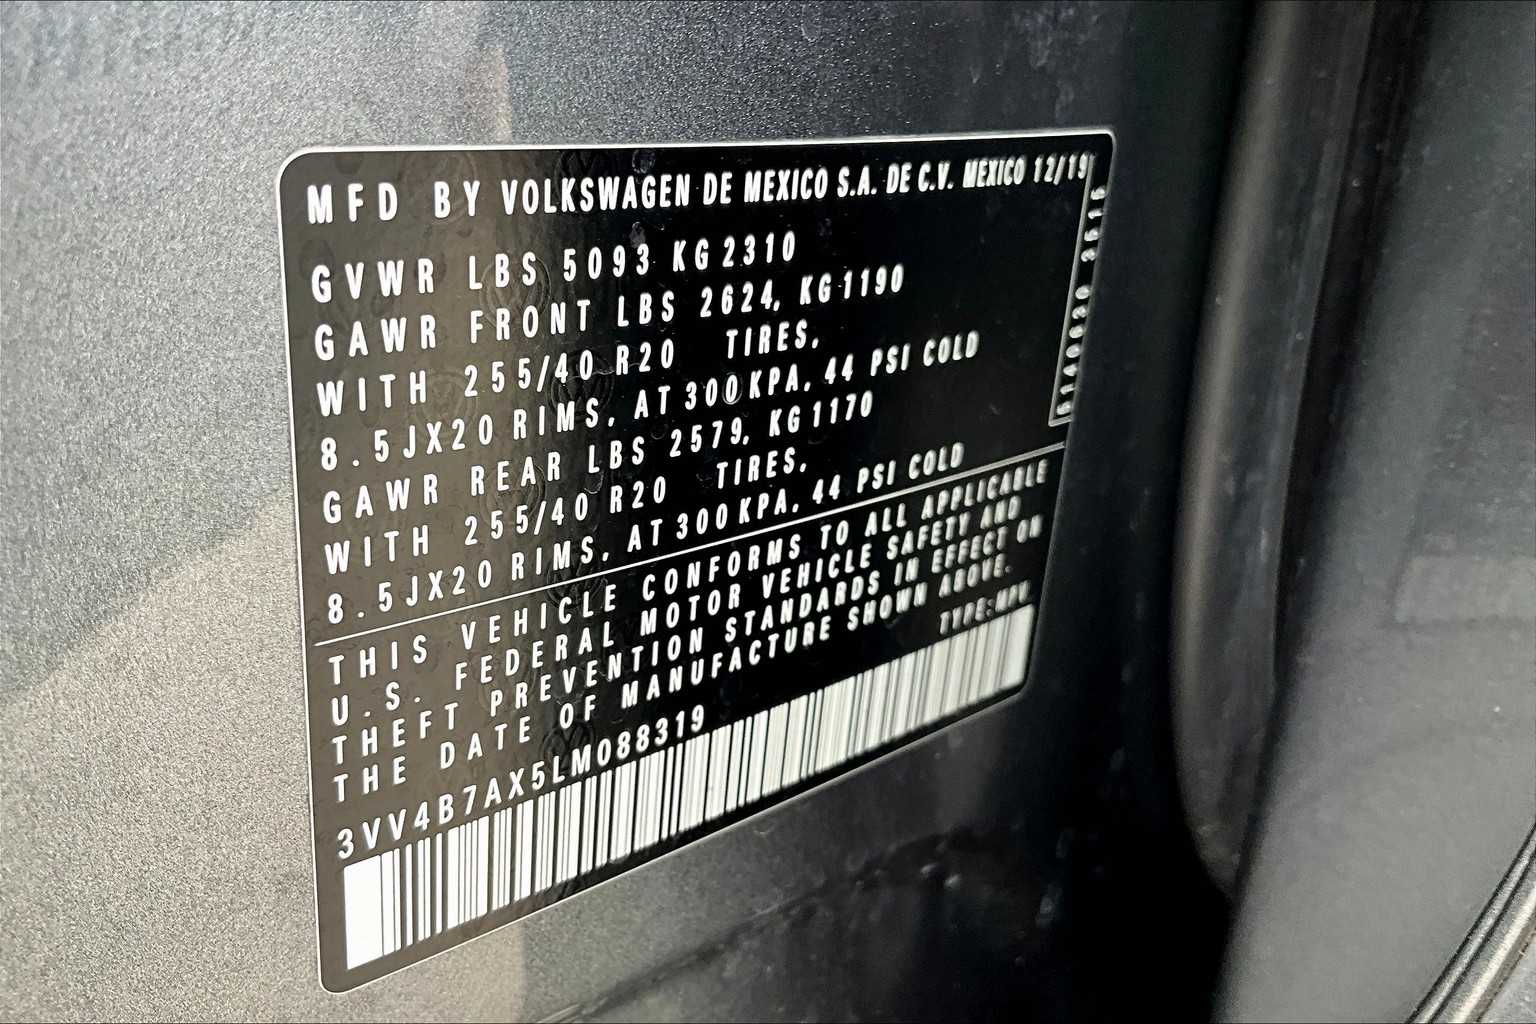 MFD BY VOLKSWAGEN DE MEXICO S.A. DE C.V. MEXICO 12/19
GVWR LBS 5093 KG 2310
GAWR FRONT LBS 2624, KG 1190
WITH 255/40 R20 TIRES,
8.5JX20 RIMS, AT 300 KPA, 44 PSI COLD
GAWR REAR LBS 2579, KG 1170
WITH 255/40 R20 TIRES,
8.5JX20 RIMS, AT 300 KPA, 44 PSI COLD
THIS VEHICLE CONFORMS TO ALL APPLICABLE
U.S. FEDERAL MOTOR VEHICLE SAFETY AND
THEFT PREVENTION STANDARDS IN EFFECT ON
THE DATE OF MANUFACTURE SHOWN ABOVE.
TYPE:MPV
3VV4B7AX5LM088319